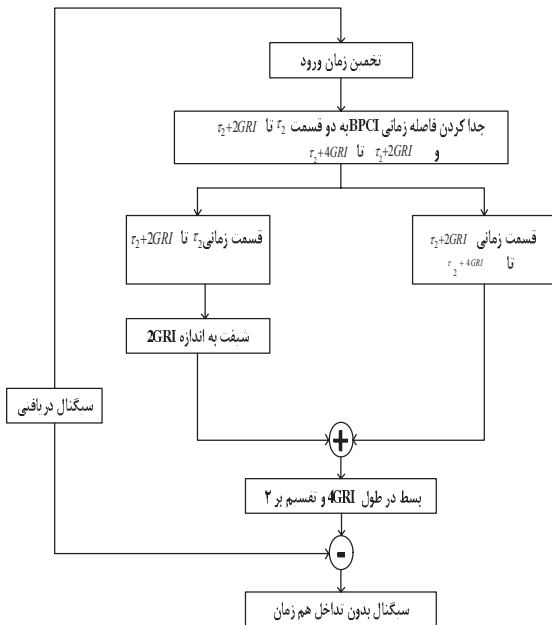 تخمین زمان ورود
جدا کردن فاصله زمانی BPCI به دو قسمت τ₂ تا τ₂+2GRI
و τ₂+2GRI تا τ₂+4GRI
قسمت زمانی τ₂ تا τ₂+2GRI
قسمت زمانی τ₂+2GRI
تا τ₂+4GRI
شیفت به اندازه 2GRI
سیگنال دریافتی
+
بسط در طول 4GRI و تقسیم بر ۲
-
سیگنال بدون تداخل هم زمان